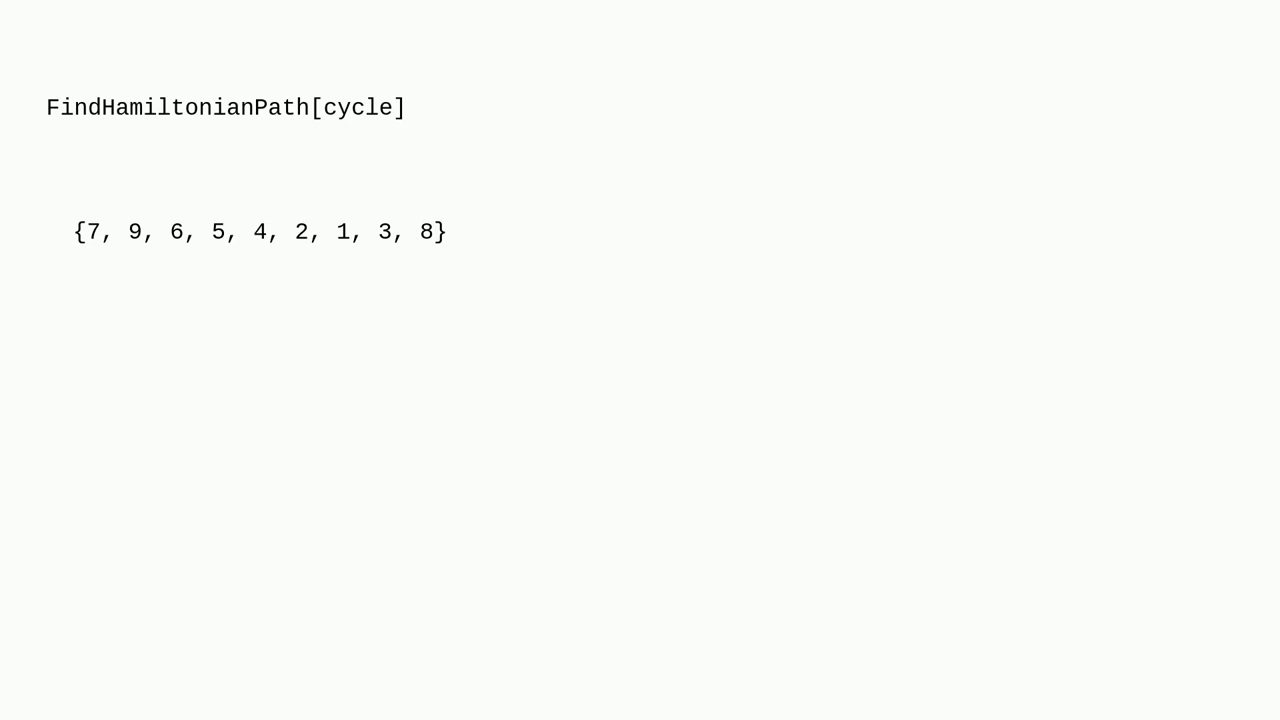 FindHamiltonianPath[cycle]
{7, 9, 6, 5, 4, 2, 1, 3, 8}